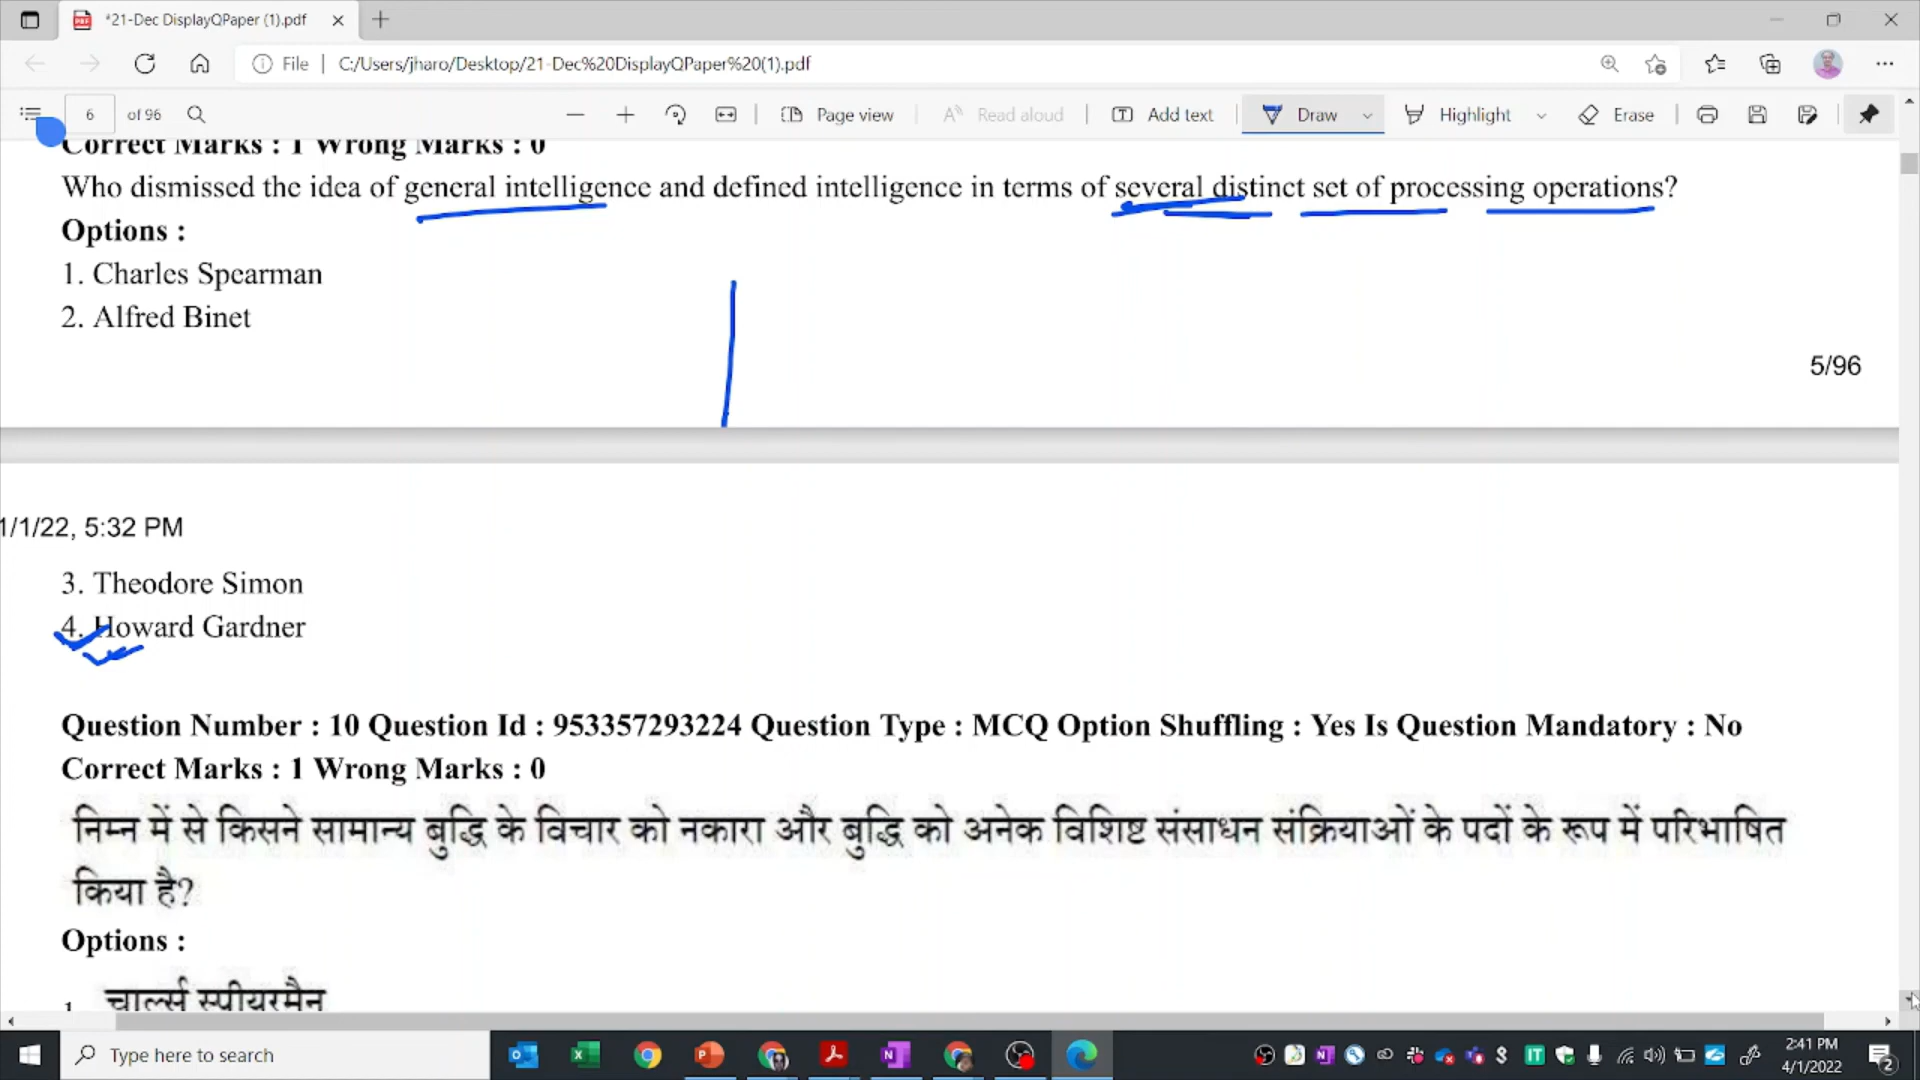 *21-Dec DisplayQPaper (1).pdf
File | C:/Users/jharo/Desktop/21-Dec%20DisplayQPaper%20(1).pdf
6 of 96 Page view Read aloud Add text Draw Highlight Erase
Correct Marks : 1 Wrong Marks : 0
Who dismissed the idea of general intelligence and defined intelligence in terms of several distinct set of processing operations?
Options :
1. Charles Spearman
2. Alfred Binet
5/96
1/1/22, 5:32 PM
3. Theodore Simon
4. Howard Gardner
Question Number : 10 Question Id : 953357293224 Question Type : MCQ Option Shuffling : Yes Is Question Mandatory : No
Correct Marks : 1 Wrong Marks : 0
निम्न में से किसने सामान्य बुद्धि के विचार को नकारा और बुद्धि को अनेक विशिष्ट संसाधन संक्रियाओं के पदों के रूप में परिभाषित
किया है?
Options :
1. चार्ल्स स्पीयरमैन
Type here to search
2:41 PM
4/1/2022
2